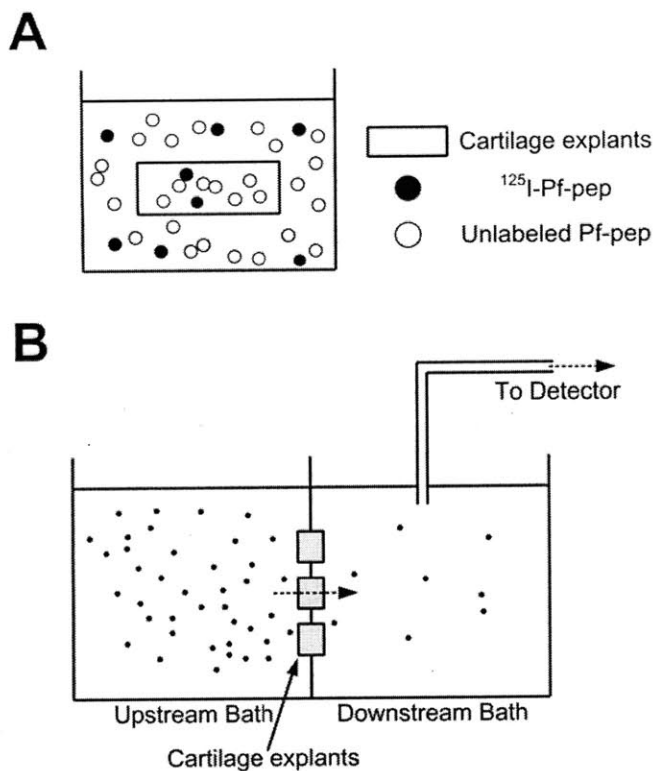 A
Cartilage explants
¹²⁵I-Pf-pep
Unlabeled Pf-pep
B
To Detector
Upstream Bath
Downstream Bath
Cartilage explants